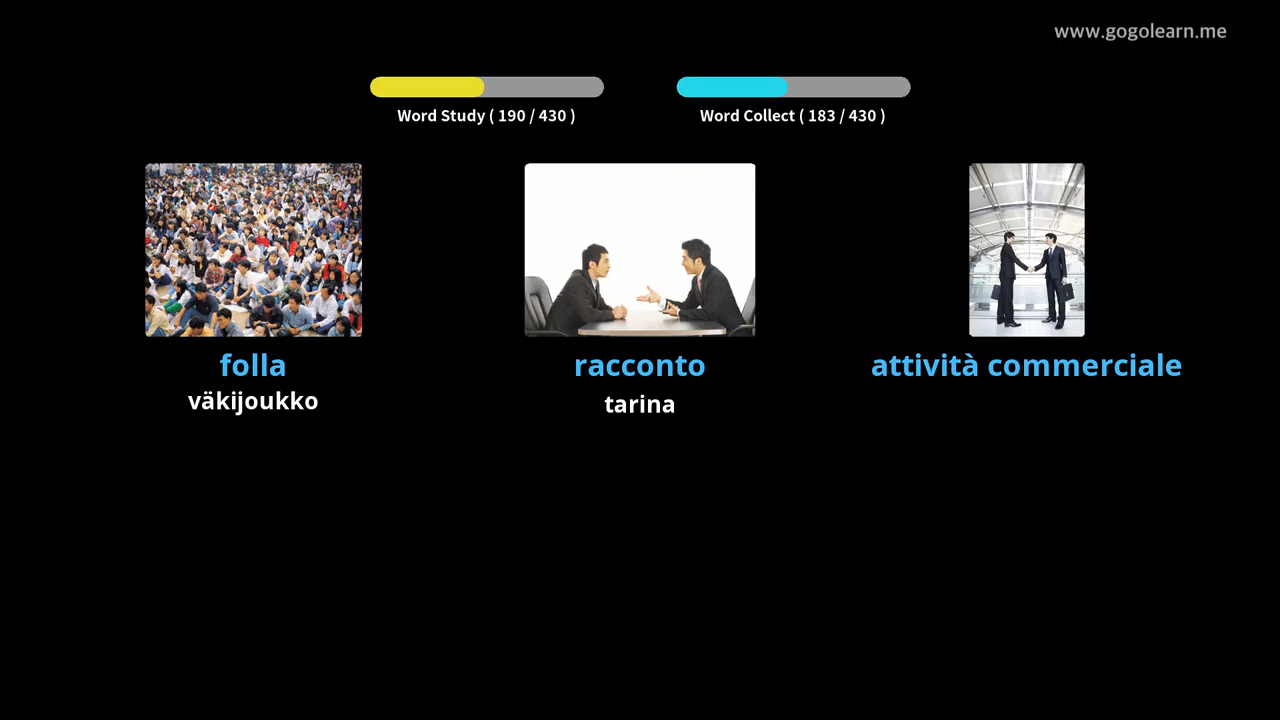 www.gogolearn.me
Word Study ( 190 / 430 )
Word Collect ( 183 / 430 )
folla
racconto
attività commerciale
väkijoukko
tarina